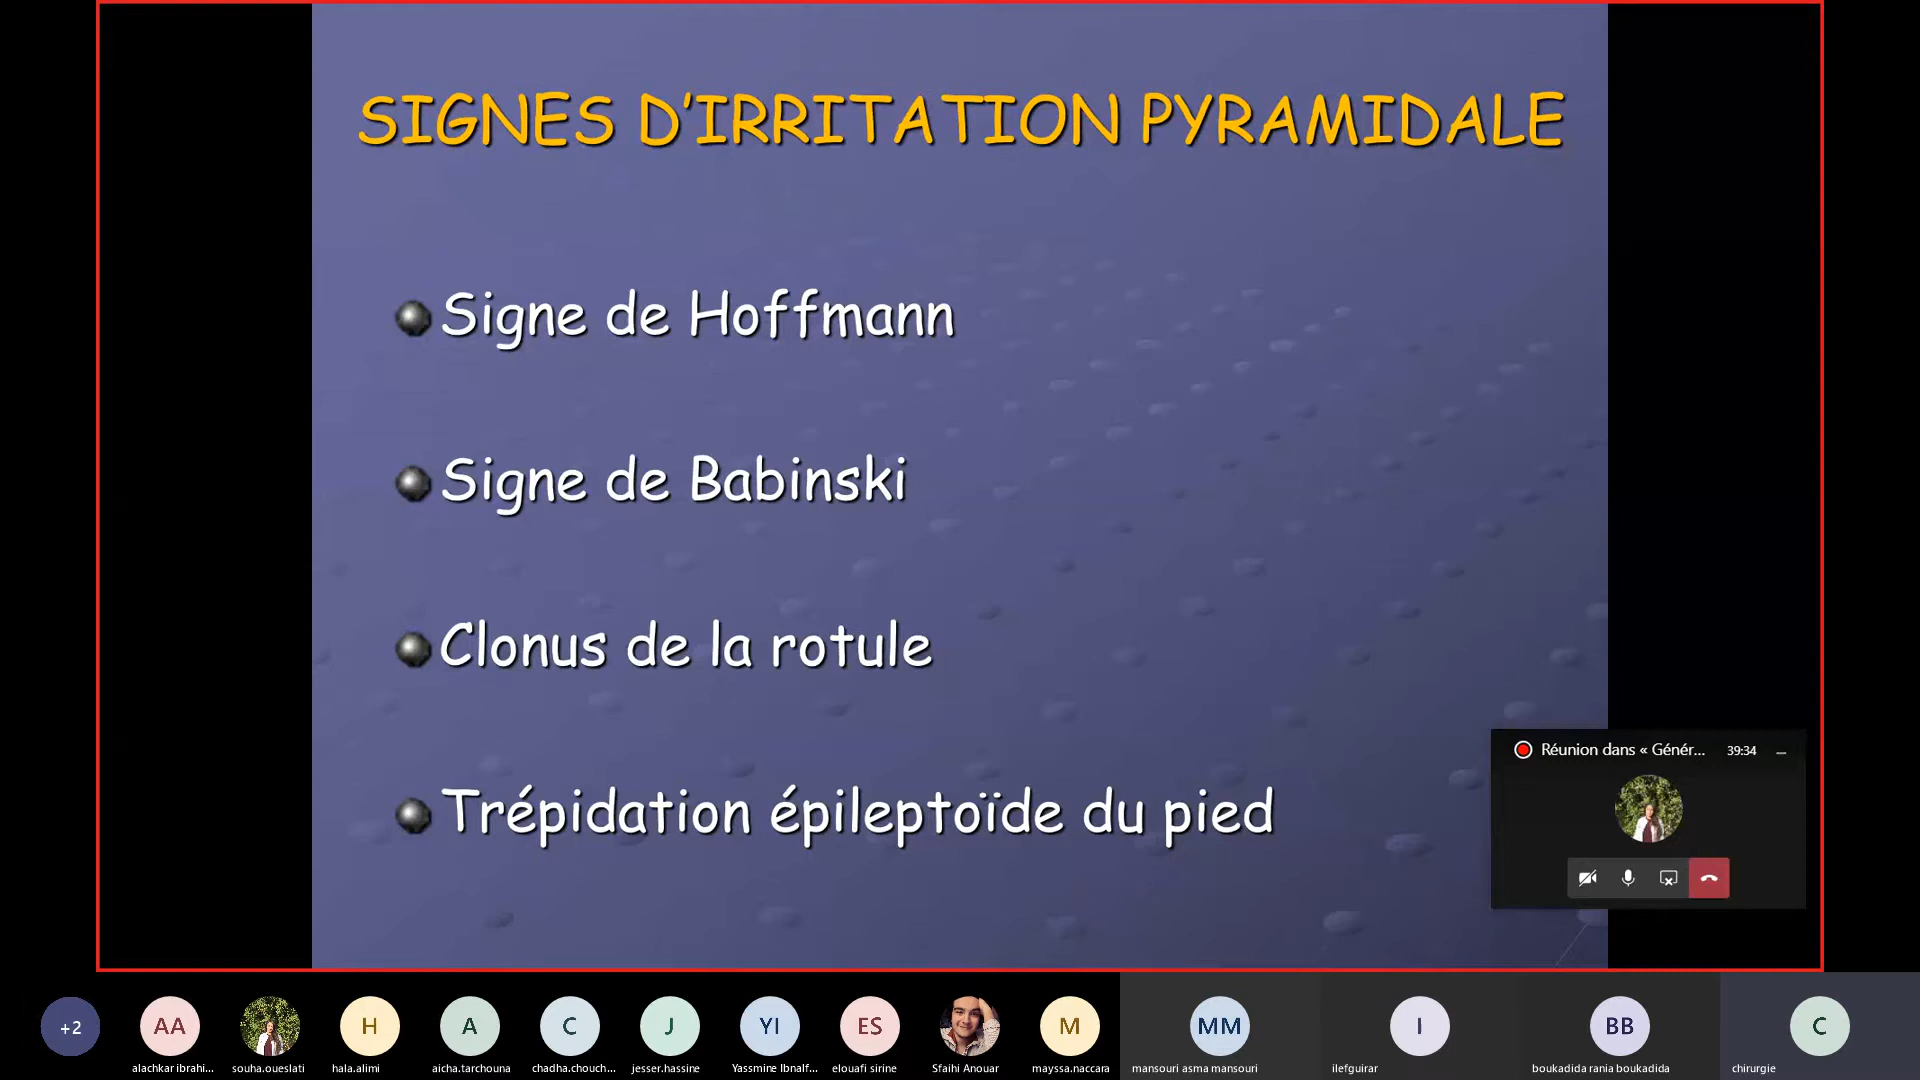 SIGNES D'IRRITATION PYRAMIDALE
Signe de Hoffmann
Signe de Babinski
Clonus de la rotule
Trépidation épileptoïde du pied
Réunion dans « Génér... 39:34
+2 AA H A C J YI ES M MM I BB C
alachkar ibrahi... souha.oueslati hala.alimi aicha.tarchouna chadha.chouch... jesser.hassine Yassmine Ibnalf... elouafi sirine Sfaihi Anouar mayssa.naccara mansouri asma mansouri ilefguirar boukadida rania boukadida chirurgie